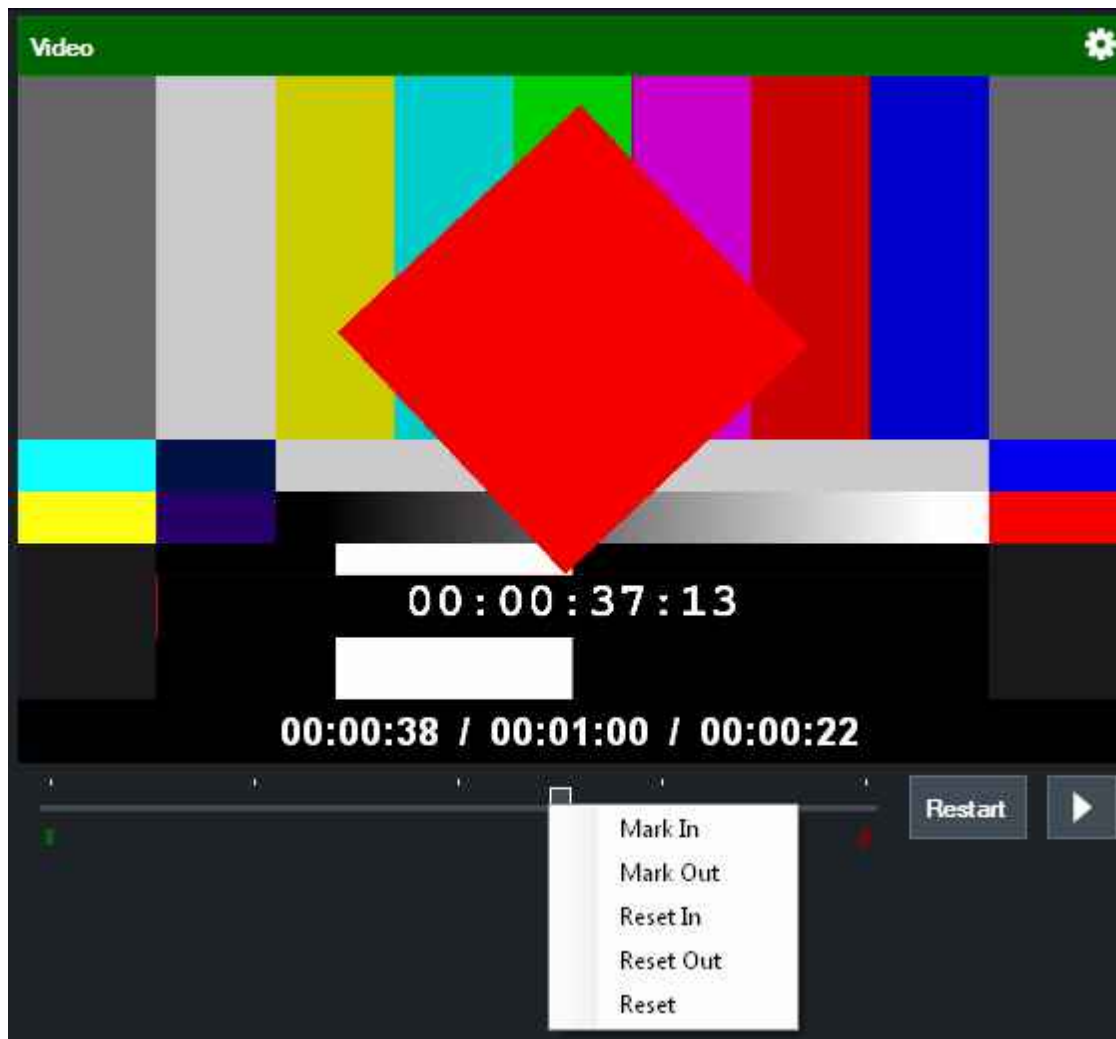 Video
00:00:37:13
00:00:38 / 00:01:00 / 00:00:22
Restart
Mark In
Mark Out
Reset In
Reset Out
Reset